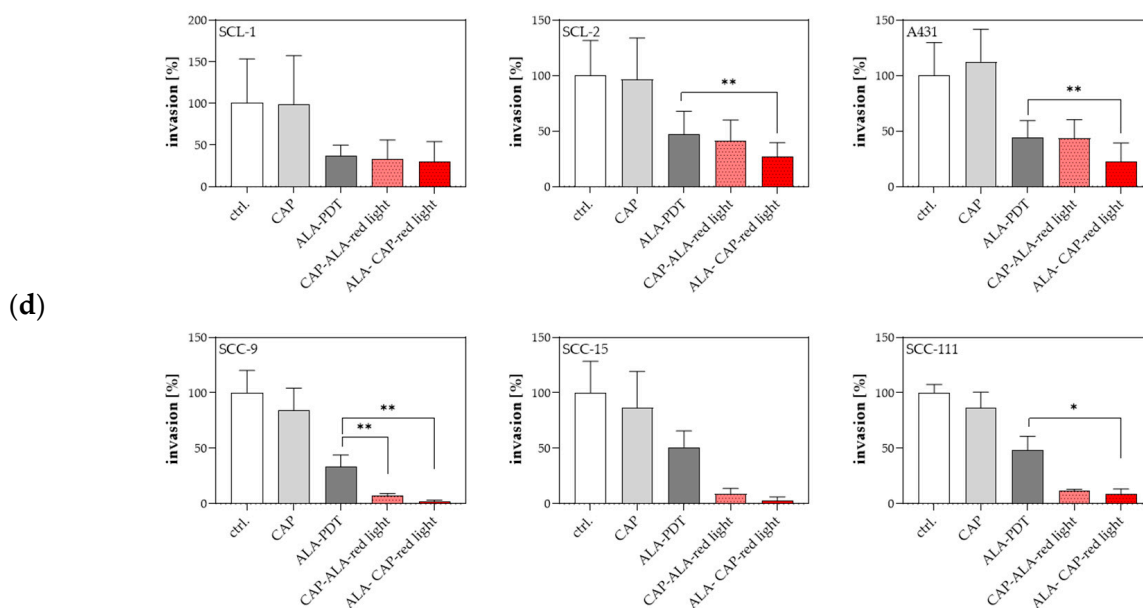 200
150
100
50
0
invasion [%]
SCL-1
ctrl.
CAP
ALA-PDT
CAP-ALA-red light
ALA- CAP-red light
150
100
50
0
invasion [%]
SCL-2
**
ctrl.
CAP
ALA-PDT
CAP-ALA-red light
ALA- CAP-red light
150
100
50
0
invasion [%]
A431
**
ctrl.
CAP
ALA-PDT
CAP-ALA-red light
ALA- CAP-red light
(d)
150
100
50
0
invasion [%]
SCC-9
**
**
ctrl.
CAP
ALA-PDT
CAP-ALA-red light
ALA- CAP-red light
150
100
50
0
invasion [%]
SCC-15
ctrl.
CAP
ALA-PDT
CAP-ALA-red light
ALA- CAP-red light
150
100
50
0
invasion [%]
SCC-111
*
ctrl.
CAP
ALA-PDT
CAP-ALA-red light
ALA- CAP-red light